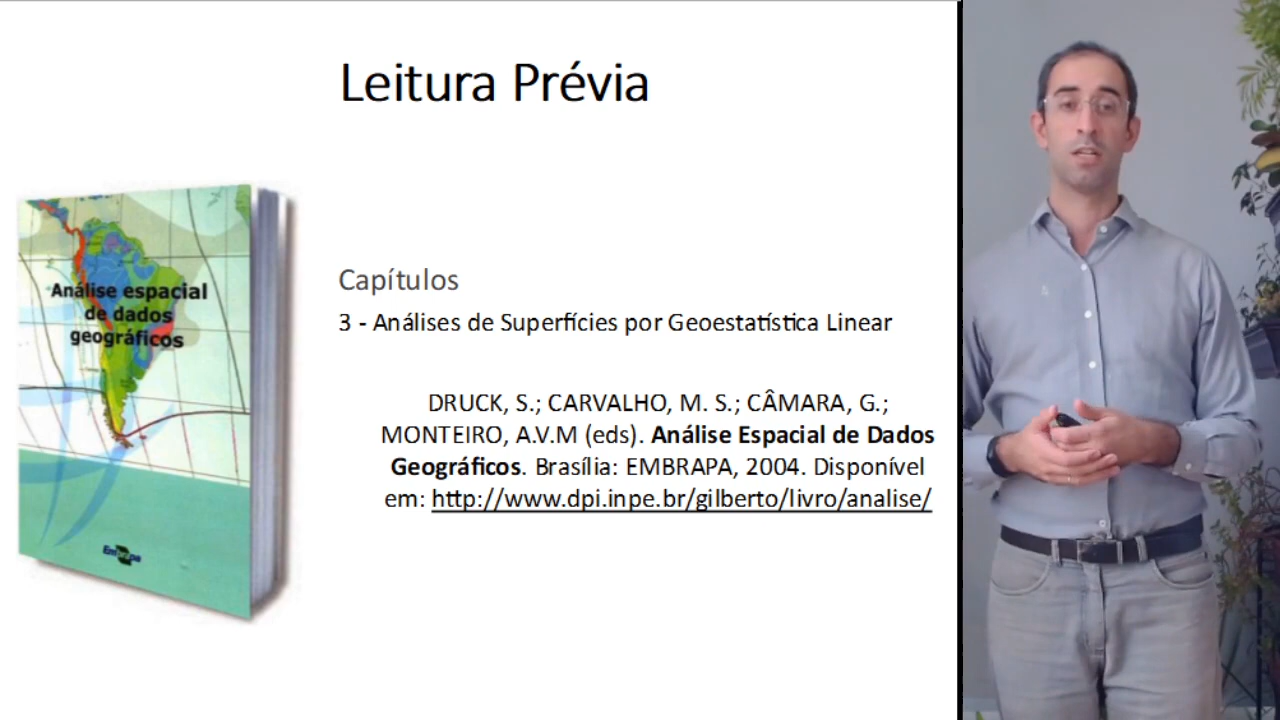 Leitura Prévia
Análise espacial
de dados
geográficos
Embrapa
Capítulos
3 - Análises de Superfícies por Geoestatística Linear
DRUCK, S.; CARVALHO, M. S.; CÂMARA, G.;
MONTEIRO, A.V.M (eds). Análise Espacial de Dados
Geográficos. Brasília: EMBRAPA, 2004. Disponível
em: http://www.dpi.inpe.br/gilberto/livro/analise/